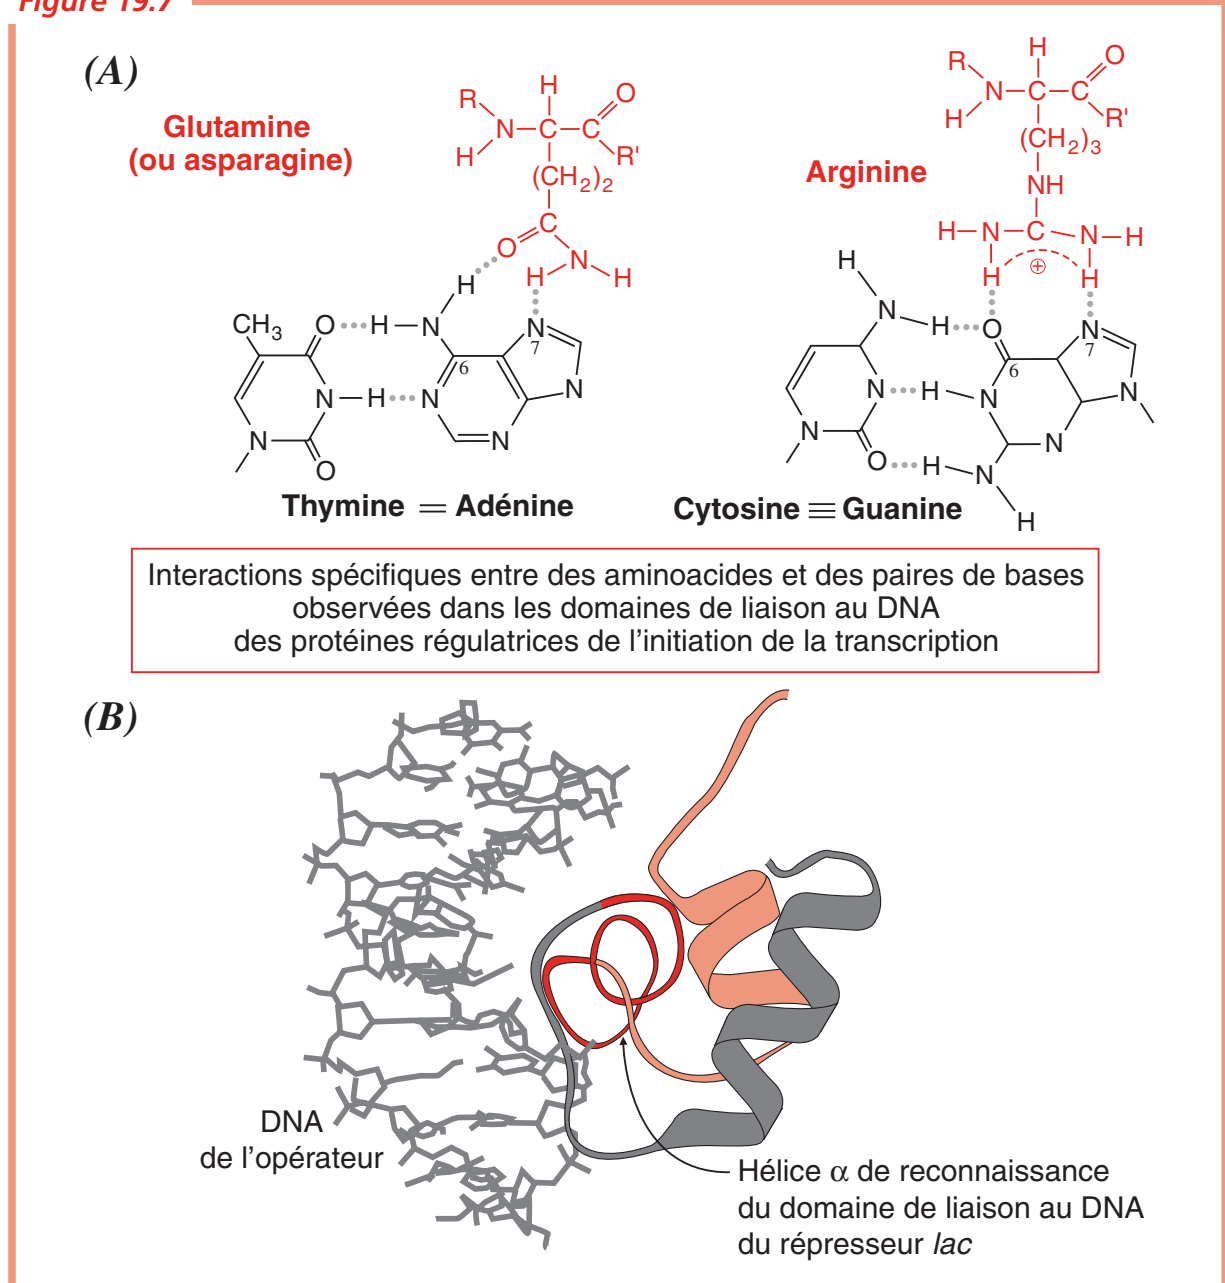 Figure 19.7
(A)
Glutamine
(ou asparagine)
R
H
N
H
C
C
O
R'
(CH2)2
C
O
N
H
H
H
CH3
O
H
N
N
7
6
N
H
N
N
N
N
O
Thymine = Adénine
Arginine
R
H
N
H
C
C
O
R'
(CH2)3
NH
H–N–C–N–H
H
⊕
H
H
N
H
O
N
7
6
N
H
N
N
N
N
O
H
N
H
Cytosine ≡ Guanine
Interactions spécifiques entre des aminoacides et des paires de bases
observées dans les domaines de liaison au DNA
des protéines régulatrices de l'initiation de la transcription
(B)
DNA
de l'opérateur
Hélice α de reconnaissance
du domaine de liaison au DNA
du répresseur lac